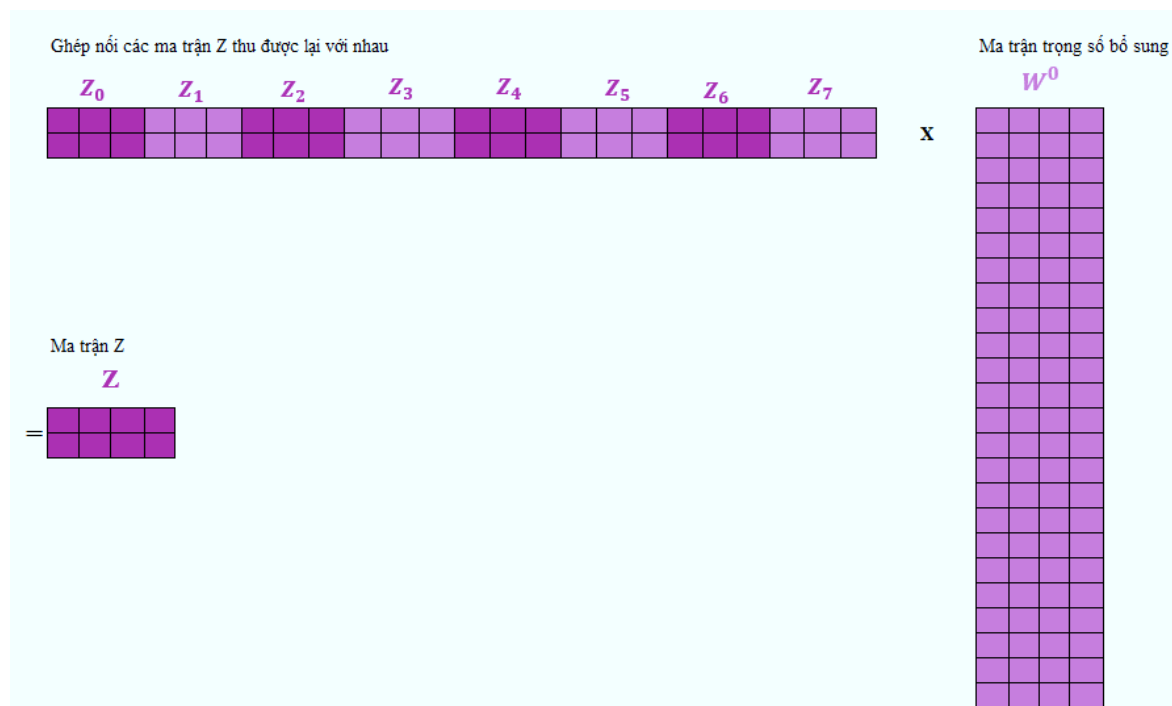 Ghép nối các ma trận Z thu được lại với nhau
Ma trận trọng số bổ sung
Z₀ Z₁ Z₂ Z₃ Z₄ Z₅ Z₆ Z₇
W⁰
x
Ma trận Z
Z
=